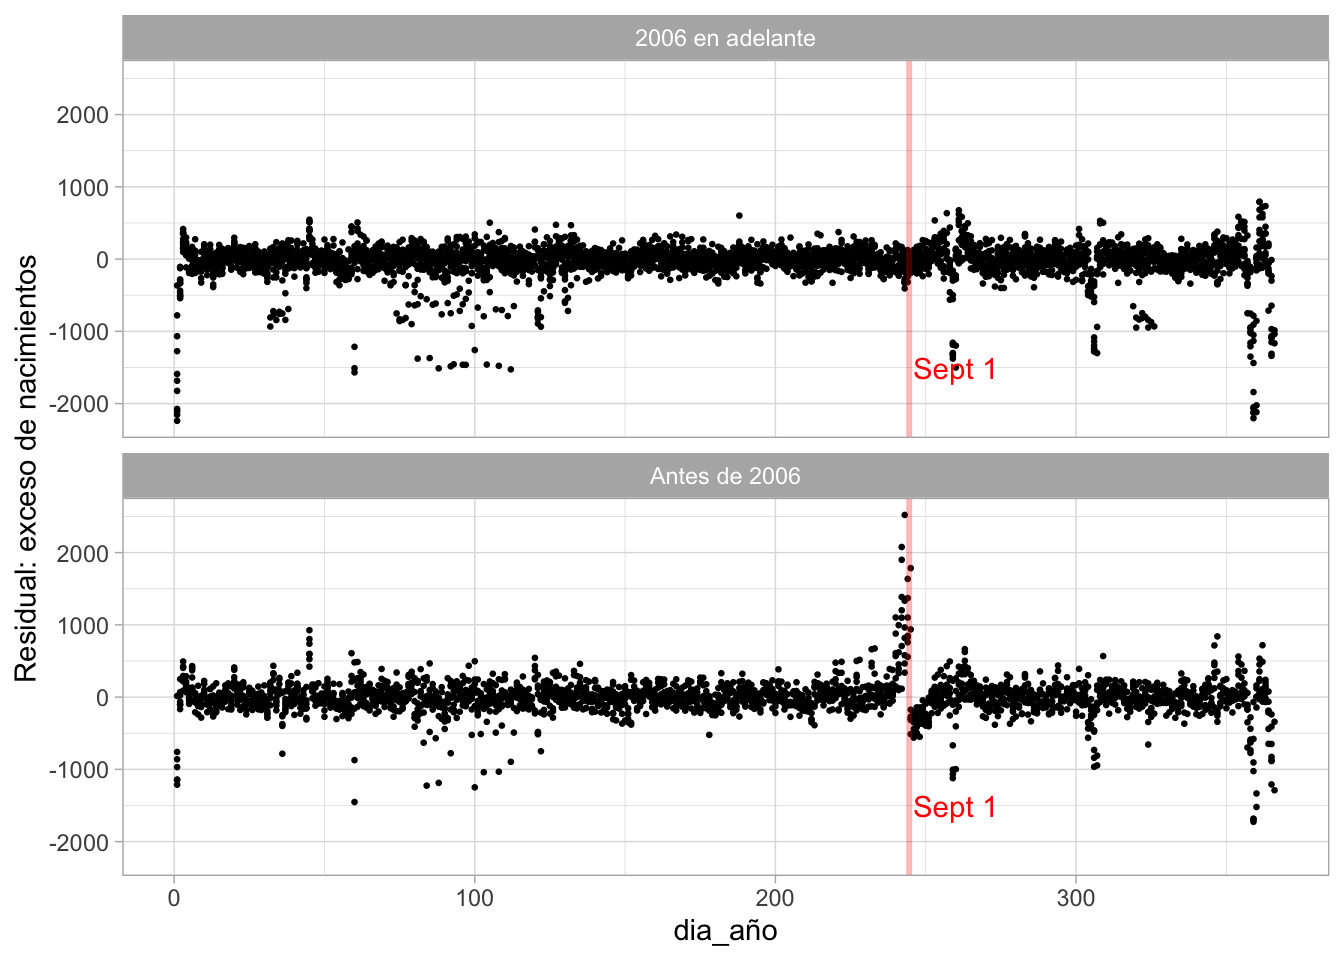 2006 en adelante
2000
1000
0
-1000
-2000
Sept 1
Antes de 2006
2000
1000
0
-1000
-2000
Sept 1
0 100 200 300
dia_año
Residual: exceso de nacimientos